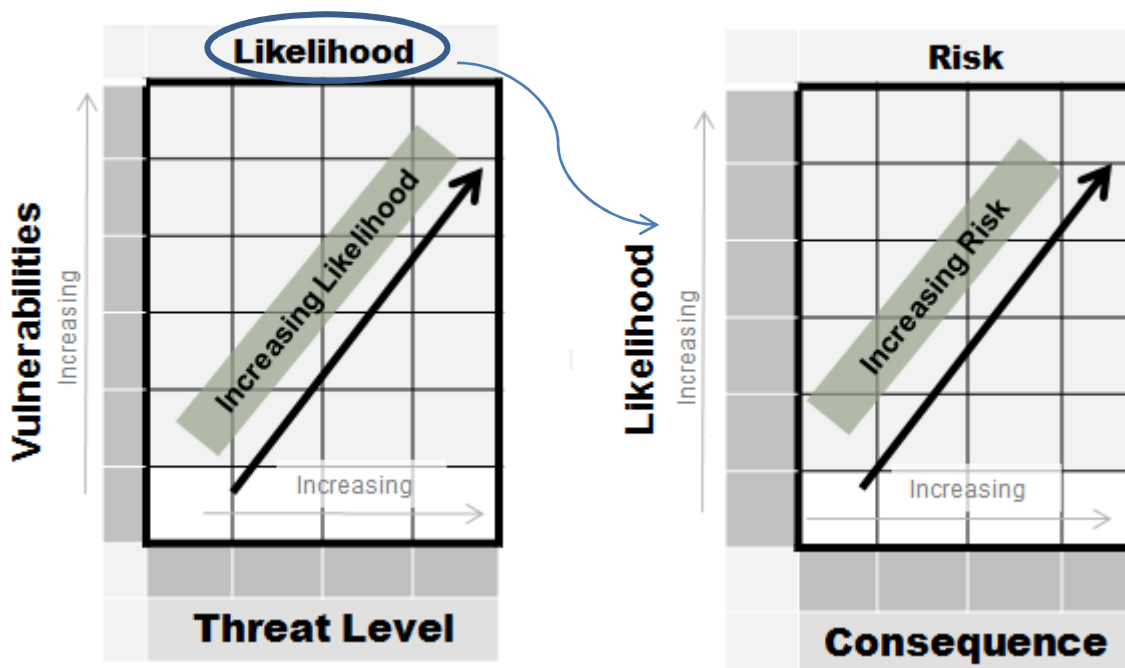 Likelihood
Vulnerabilities
Increasing
Increasing Likelihood
Increasing
Threat Level
Risk
Likelihood
Increasing
Increasing Risk
Increasing
Consequence